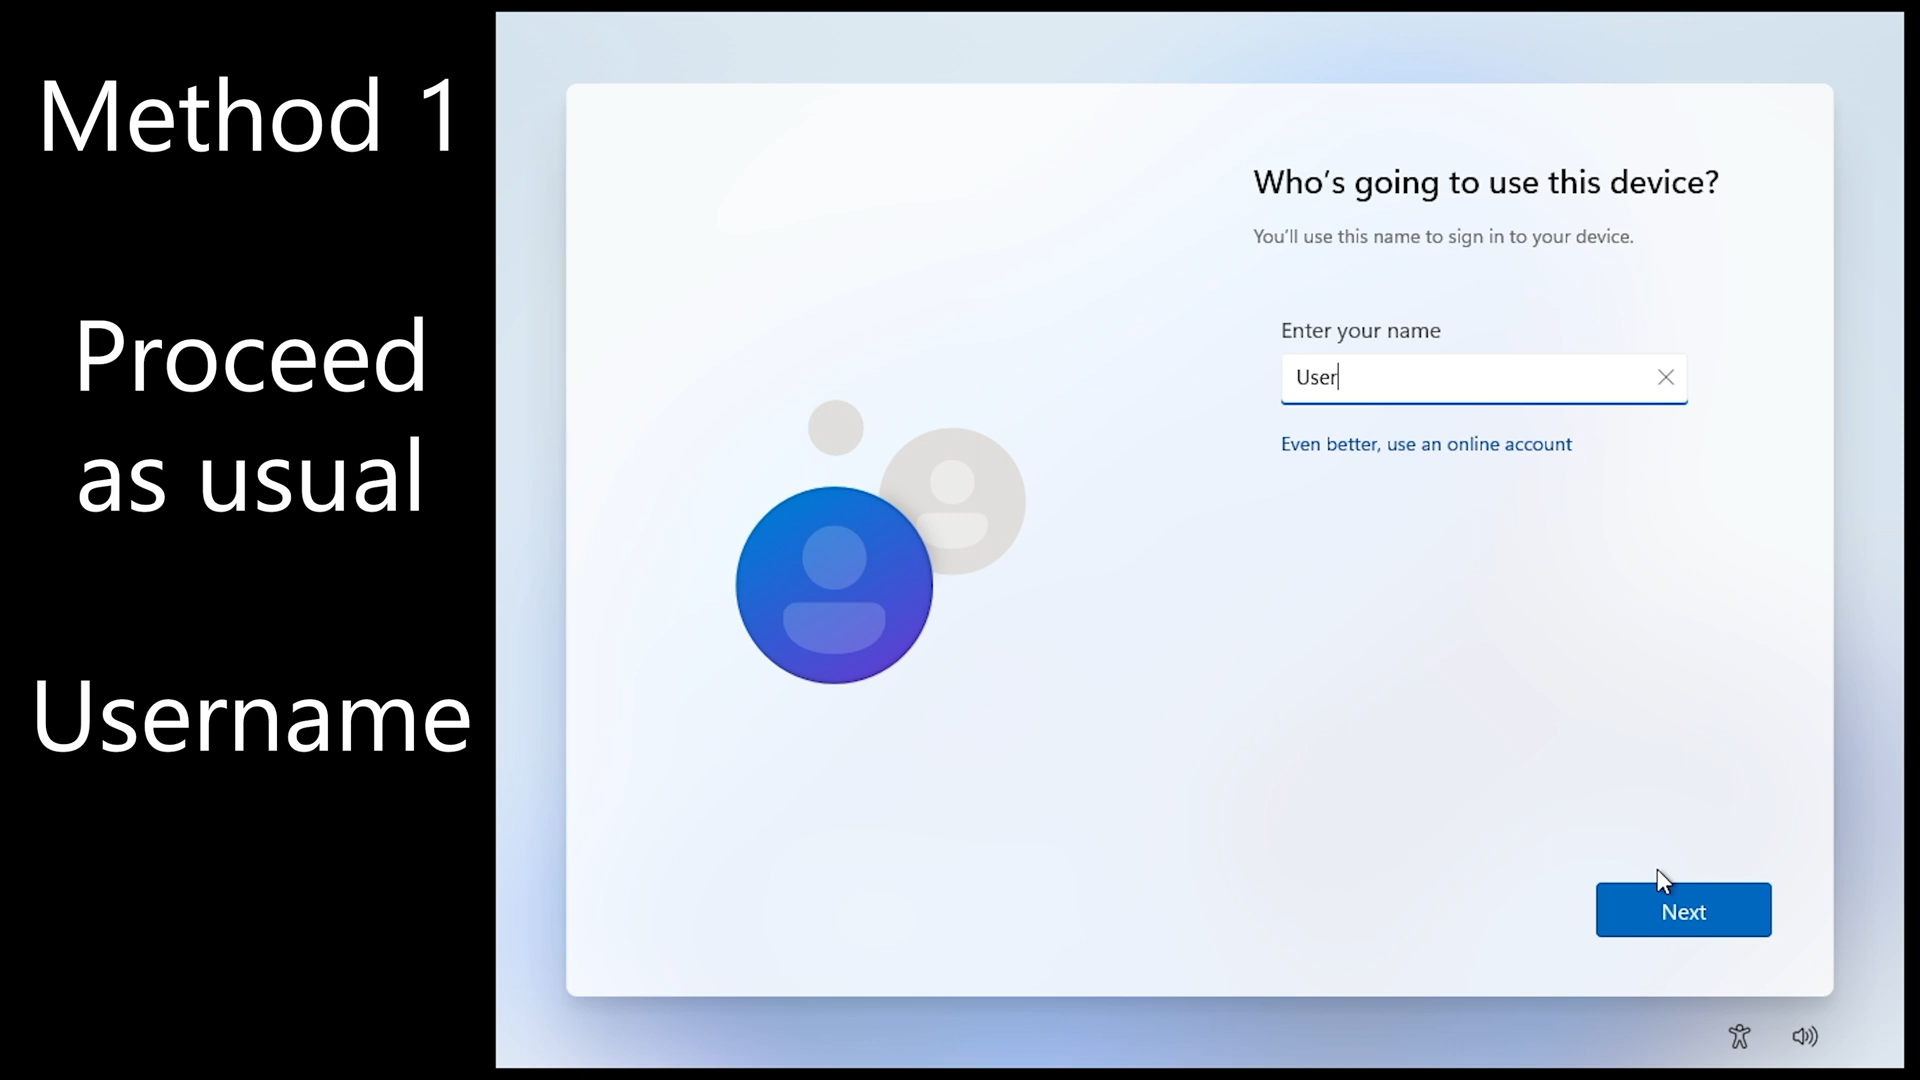 Method 1
Proceed
as usual
Username
Who's going to use this device?
You'll use this name to sign in to your device.
Enter your name
User
Even better, use an online account
Next